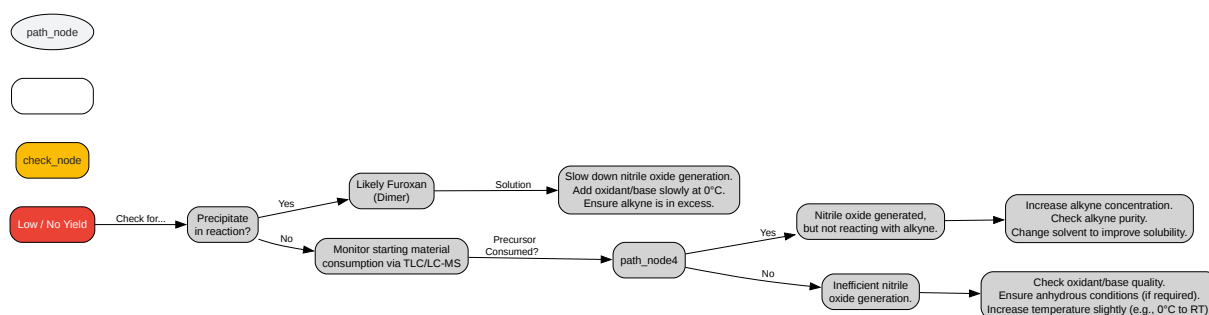 path_node
check_node
Low / No Yield
Check for...
Precipitate
in reaction?
Yes
Likely Furoxan
(Dimer)
Solution
Slow down nitrile oxide generation.
Add oxidant/base slowly at 0°C.
Ensure alkyne is in excess.
No
Monitor starting material
consumption via TLC/LC-MS
Precursor
Consumed?
path_node4
Yes
Nitrile oxide generated,
but not reacting with alkyne.
Increase alkyne concentration.
Check alkyne purity.
Change solvent to improve solubility.
No
Inefficient nitrile
oxide generation.
Check oxidant/base quality.
Ensure anhydrous conditions (if required).
Increase temperature slightly (e.g., 0°C to RT)